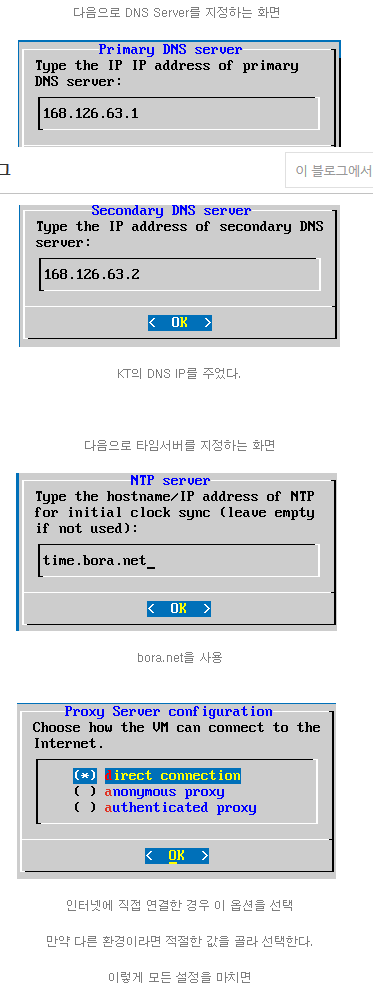 다음으로 DNS Server를 지정하는 화면
Primary DNS server
Type the IP IP address of primary
DNS server:
168.126.63.1
그
이 블로그에서
Secondary DNS server
Type the IP address of secondary DNS
server:
168.126.63.2
< OK >
KT의 DNS IP를 주었다.
다음으로 타임서버를 지정하는 화면
NTP server
Type the hostname/IP address of NTP
for initial clock sync (leave empty
if not used):
time.bora.net_
< OK >
bora.net을 사용
Proxy Server configuration
Choose how the VM can connect to the
Internet.
(*) direct connection
( ) anonymous proxy
( ) authenticated proxy
< OK >
인터넷에 직접 연결한 경우 이 옵션을 선택
만약 다른 환경이라면 적절한 값을 골라 선택한다.
이렇게 모든 설정을 마치면